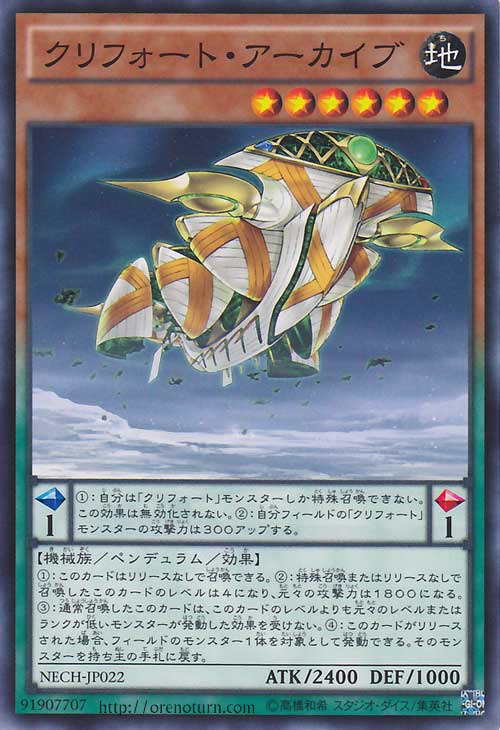 クリフォート・アーカイブ
地
ち
①:自分は「クリフォート」モンスターしか特殊召喚できない。
この効果は無効化されない。②:自分フィールドの「クリフォート」
モンスターの攻撃力は300アップする。
1
1
【機械族/ペンデュラム/効果】
①:このカードはリリースなしで召喚できる。②:特殊召喚またはリリースなしで
召喚したこのカードのレベルは4になり、元々の攻撃力は1800になる。
③:通常召喚したこのカードは、このカードのレベルよりも元々のレベルまたは
ランクが低いモンスターが発動した効果を受けない。④:このカードがリリース
された場合、フィールドのモンスター1体を対象として発動できる。そのモン
スターを持ち主の手札に戻す。
NECH-JP022
ATK/2400 DEF/1000
91907707
http://orenoturn.com
©高橋和希 スタジオ・ダイス/集英社